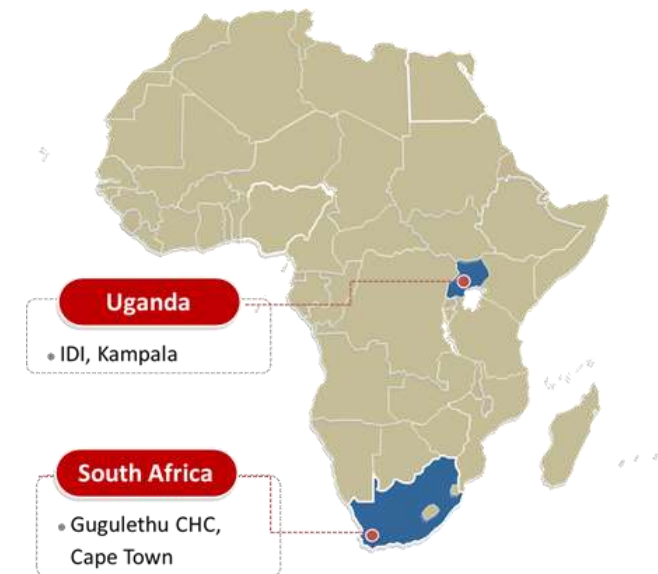 Uganda
• IDI, Kampala
South Africa
• Gugulethu CHC,
Cape Town